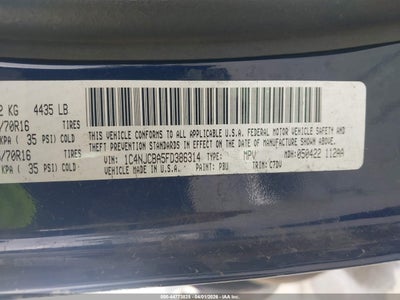 KG 4435 LB
/70R16 TIRES
KPA ( 35 PSI) COLD
/70R16 TIRES
KPA ( 35 PSI) COLD
THIS VEHICLE CONFORMS TO ALL APPLICABLE U.S.A. FEDERAL MOTOR VEHICLE SAFETY AND
THEFT PREVENTION STANDARDS IN EFFECT ON THE DATE OF MANUFACTURE SHOWN ABOVE.
VIN: 1C4NJCBA5FD386314 TYPE: MPV MDH: 050422 112AA
VEHICLE MADE IN U.S.A. PAINT: PBU TRIM: C7DV